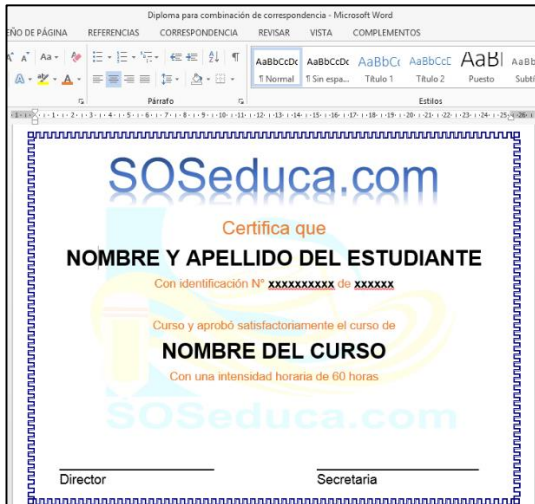 Diploma para combinación de correspondencia - Microsoft Word
EÑO DE PÁGINA REFERENCIAS CORRESPONDENCIA REVISAR VISTA COMPLEMENTOS
AaBbCcDc AaBbCcDc AaBbCc AaBbCcE AaBl AaBb
¶ Normal ¶ Sin espa... Título 1 Título 2 Puesto Subtí
Párrafo Estilos
SOSeduca.com
Certifica que
NOMBRE Y APELLIDO DEL ESTUDIANTE
Con identificación N° xxxxxxxxxx de xxxxxx
Curso y aprobó satisfactoriamente el curso de
NOMBRE DEL CURSO
Con una intensidad horaria de 60 horas
SOSeduca.com
Director Secretaria